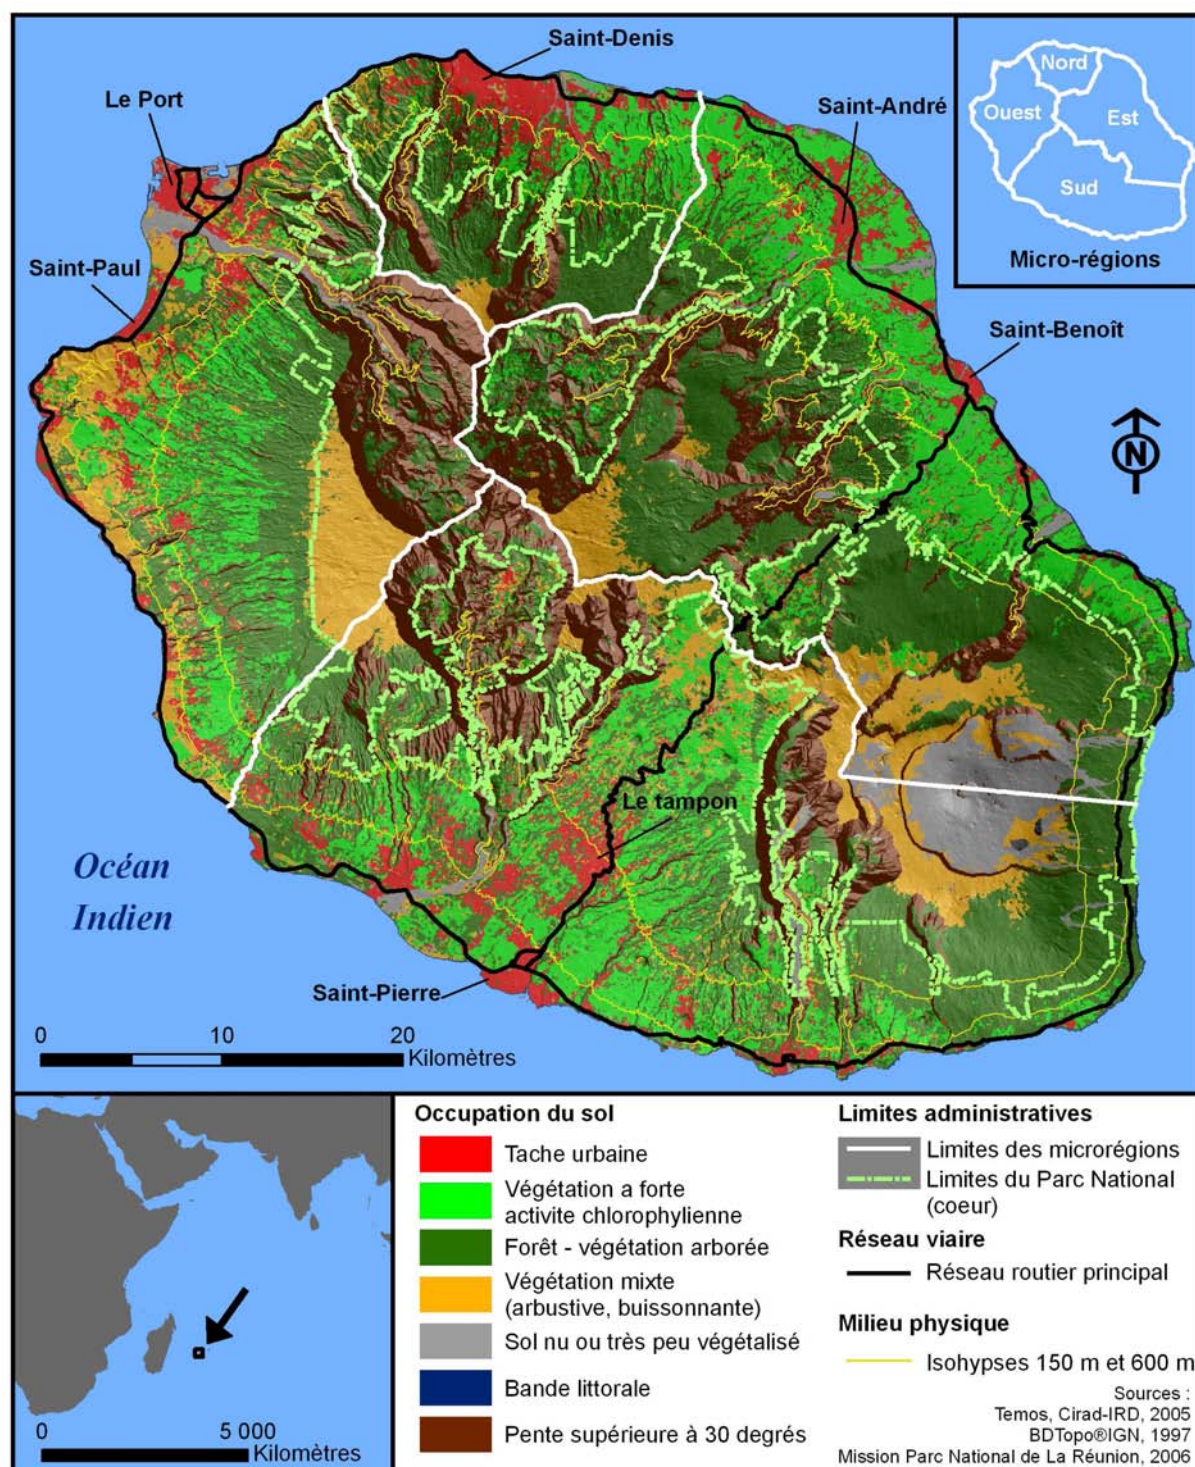 Saint-Denis
Le Port
Saint-André
Saint-Paul
Saint-Benoît
Nord
Ouest
Est
Sud
Micro-régions
N
Le tampon
Océan
Indien
Saint-Pierre
0 10 20
Kilomètres
0 5 000
Kilomètres
Occupation du sol
Tache urbaine
Végétation a forte
activite chlorophylienne
Forêt - végétation arborée
Végétation mixte
(arbustive, buissonnante)
Sol nu ou très peu végétalisé
Bande littorale
Pente supérieure à 30 degrés
Limites administratives
Limites des microrégions
Limites du Parc National
(coeur)
Réseau viaire
Réseau routier principal
Milieu physique
Isohypses 150 m et 600 m
Sources :
Temos, Cirad-IRD, 2005
BDTopo®IGN, 1997
Mission Parc National de La Réunion, 2006